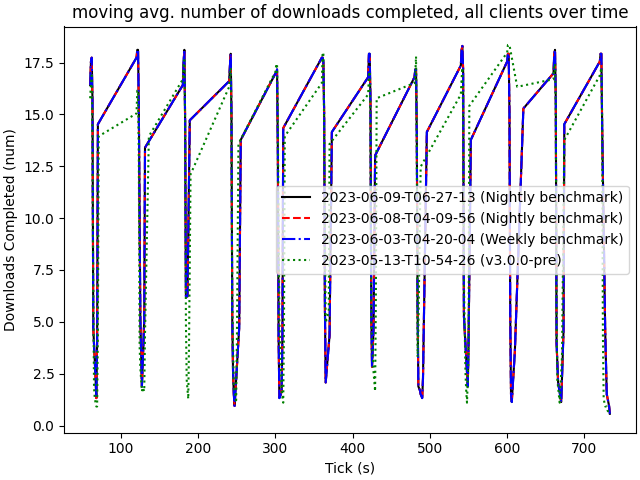 moving avg. number of downloads completed, all clients over time
Downloads Completed (num)
17.5
15.0
12.5
10.0
7.5
5.0
2.5
0.0
2023-06-09-T06-27-13 (Nightly benchmark)
2023-06-08-T04-09-56 (Nightly benchmark)
2023-06-03-T04-20-04 (Weekly benchmark)
2023-05-13-T10-54-26 (v3.0.0-pre)
100 200 300 400 500 600 700
Tick (s)